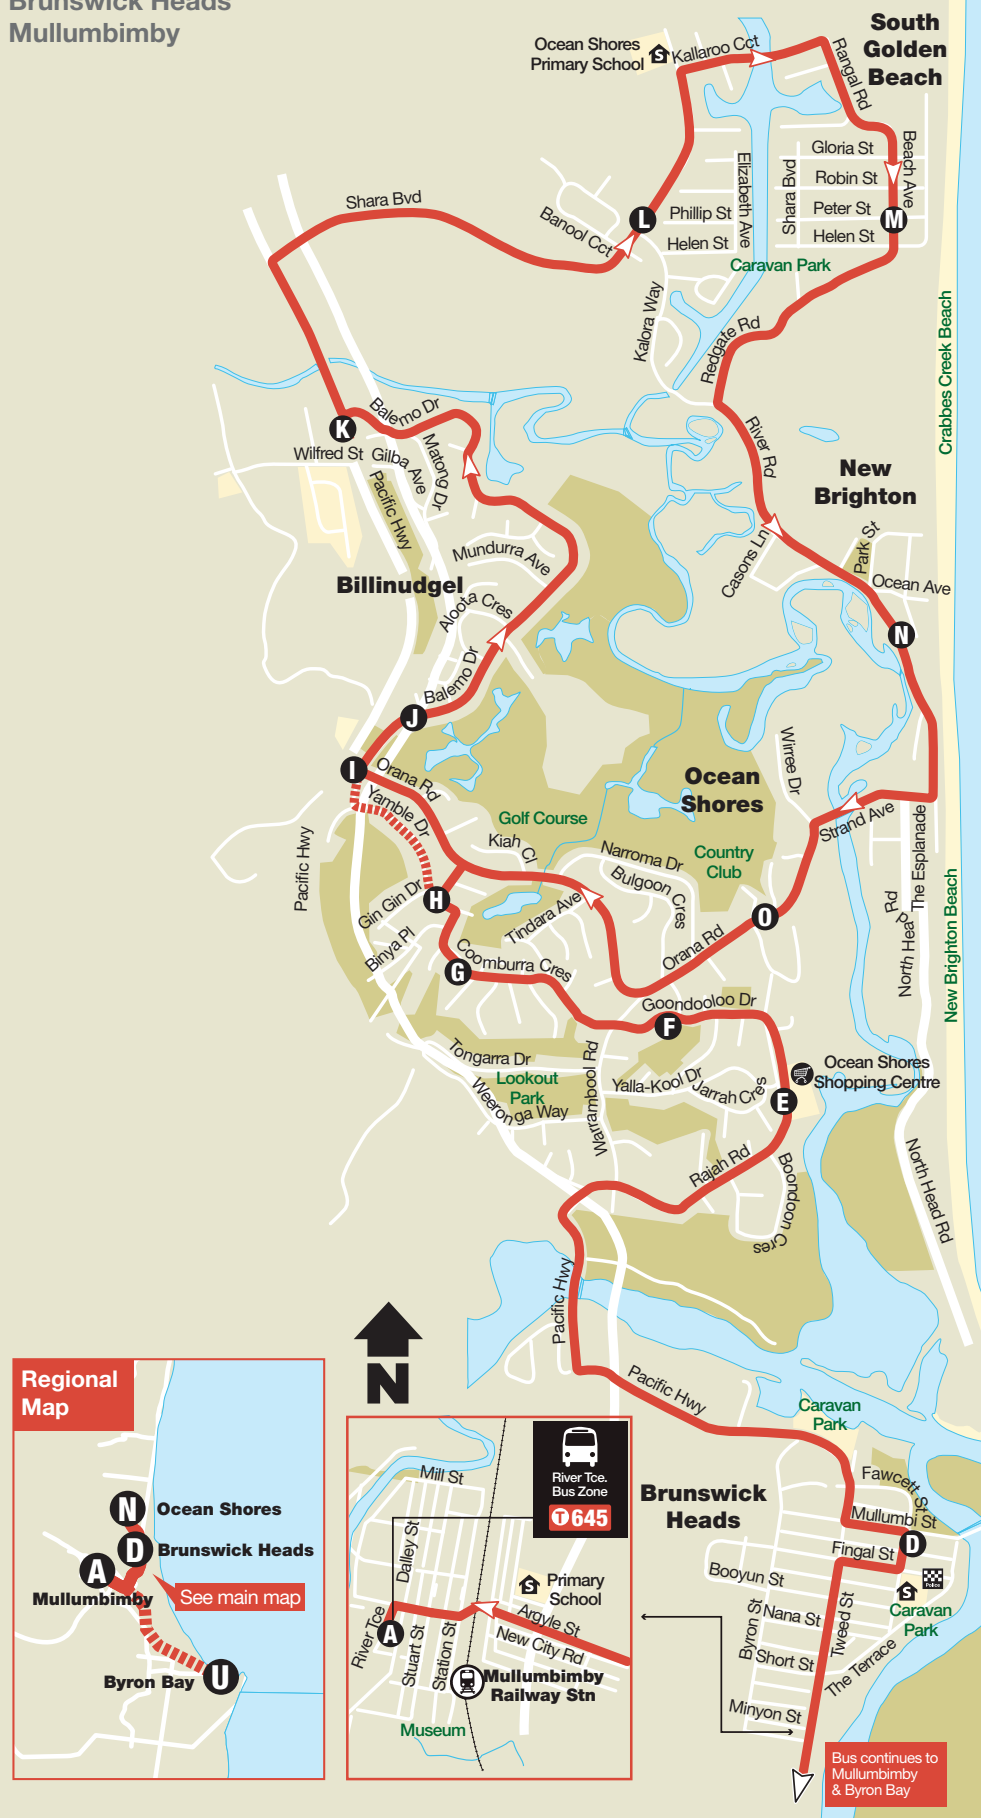 Brunswick Heads
Mullumbimby
South
Golden
Beach
Ocean Shores
Primary School
S
Kallaroo Cct
Rangal Rd
Beach Ave
Gloria St
Robin St
Peter St
Helen St
M
Elizabeth Ave
Shara Bvd
Phillip St
Helen St
L
Banool Cct
Shara Bvd
Caravan Park
Kalora Way
Redgate Rd
Crabbes Creek Beach
K
Balemo Dr
Wilfred St
Gilba Ave
Matong Dr
Pacific Hwy
River Rd
New
Brighton
Casons Ln
Park St
Ocean Ave
N
Mundurra Ave
Billinudgel
Aloota Cres
Balemo Dr
J
I
Orana Rd
Yamble Dr
Ocean
Shores
Wirree Dr
Golf Course
Country
Club
Strand Ave
The Esplanade
Kiah Cl
Narroma Dr
Bulgoon Cres
Pacific Hwy
H
Gin Gin Dr
Tindara Ave
O
Orana Rd
North Head Rd
New Brighton Beach
Binya Pl
G
Coomburra Cres
Goondooloo Dr
F
Tongarra Dr
Lookout
Park
Weeronga Way
Warrambool Rd
Yalla-Kool Dr
Jarrah Cres
E
Ocean Shores
Shopping Centre
Rajah Rd
Boondoon Cres
North Head Rd
Pacific Hwy
Pacific Hwy
N
Caravan
Park
Brunswick
Heads
Fawcett St
Mullumbi St
Fingal St
D
Police
S
Caravan
Park
Booyun St
Byron St
Nana St
Short St
Tweed St
The Terrace
Minyon St
Bus continues to
Mullumbimby
& Byron Bay
Regional
Map
N
Ocean Shores
D
Brunswick Heads
A
Mullumbimby
See main map
Byron Bay
U
River Tce.
Bus Zone
T 645
Mill St
Dalley St
S
Primary
School
River Tce
A
Stuart St
Station St
Argyle St
New City Rd
Mullumbimby
Railway Stn
Museum